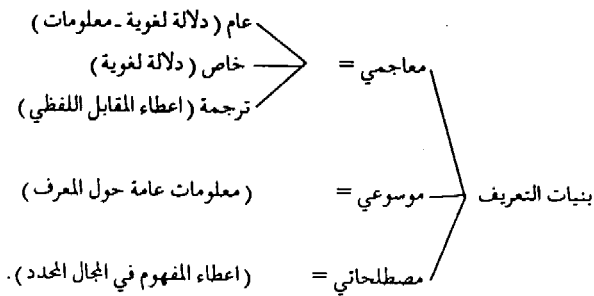 عام (دلالة لغوية - معلومات)
معاجمي = خاص (دلالة لغوية)
ترجمة (اعطاء المقابل اللفظي)
بنيات التعريف موسوعي = (معلومات عامة حول المعرف)
مصطلحاتي = (اعطاء المفهوم في المجال المحدد).